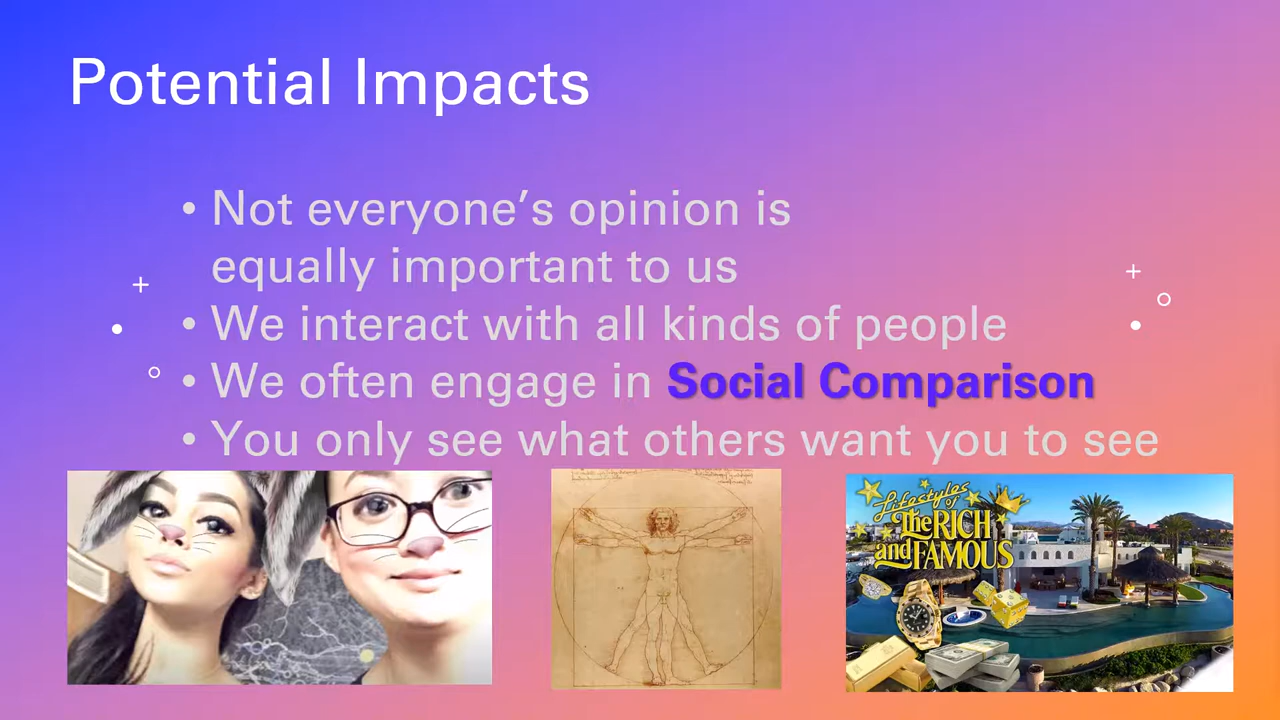 Potential Impacts
• Not everyone’s opinion is
equally important to us
• We interact with all kinds of people
• We often engage in Social Comparison
• You only see what others want you to see
Lifestyles
of
The RICH
and FAMOUS